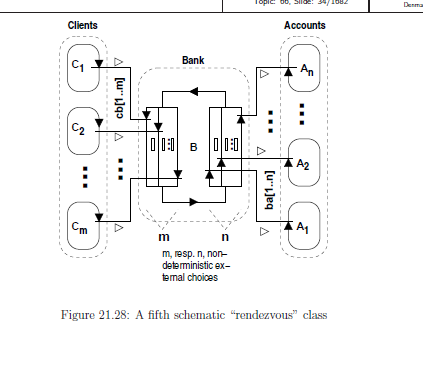 Topic: 66, Slide: 34/1682
Denma
Clients
Accounts
Bank
C1
C2
Cm
cb[1..m]
B
An
A2
A1
ba[1..n]
m
n
m, resp. n, non–
deterministic ex–
ternal choices
Figure 21.28: A fifth schematic “rendezvous” class